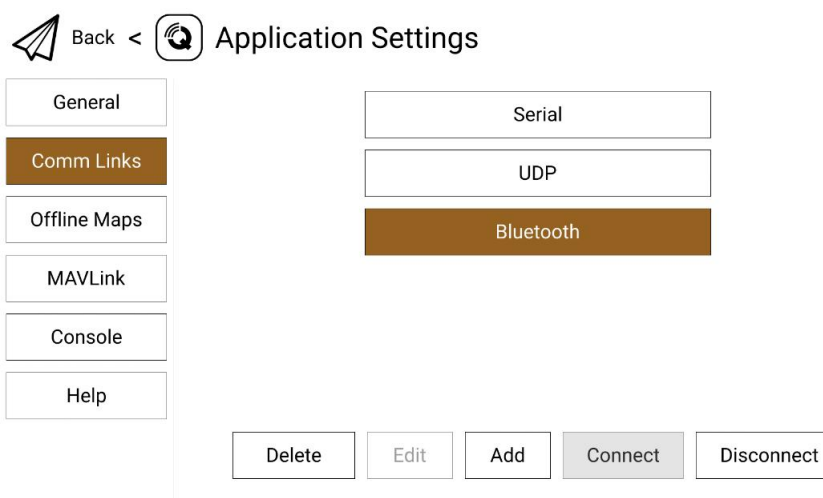 Back < Application Settings
General
Comm Links
Offline Maps
MAVLink
Console
Help
Serial
UDP
Bluetooth
Delete Edit Add Connect Disconnect